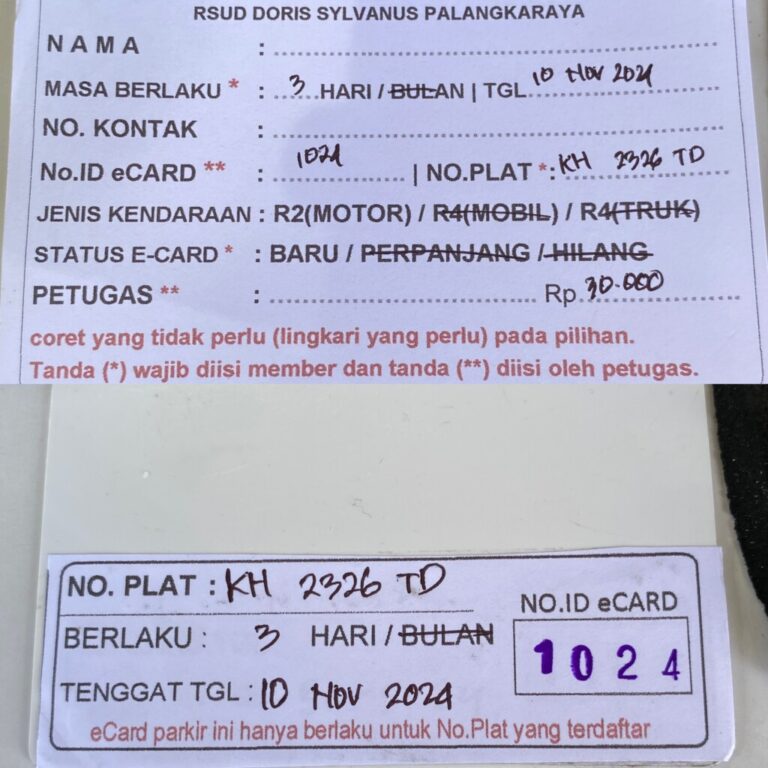 RSUD DORIS SYLVANUS PALANGKARAYA
NAMA :
MASA BERLAKU * : 3 HARI / BULAN | TGL 10 Nov 2024
NO. KONTAK :
No.ID eCARD ** : 1024 | NO.PLAT *: KH 2326 TD
JENIS KENDARAAN : R2(MOTOR) / R4(MOBIL) / R4(TRUK)
STATUS E-CARD * : BARU / PERPANJANG / HILANG
PETUGAS ** : Rp. 30.000
coret yang tidak perlu (lingkari yang perlu) pada pilihan.
Tanda (*) wajib diisi member dan tanda (**) diisi oleh petugas.
NO. PLAT : KH 2326 TD
NO.ID eCARD
BERLAKU : 3 HARI / BULAN
1024
TENGGAT TGL : 10 Nov 2024
eCard parkir ini hanya berlaku untuk No.Plat yang terdaftar